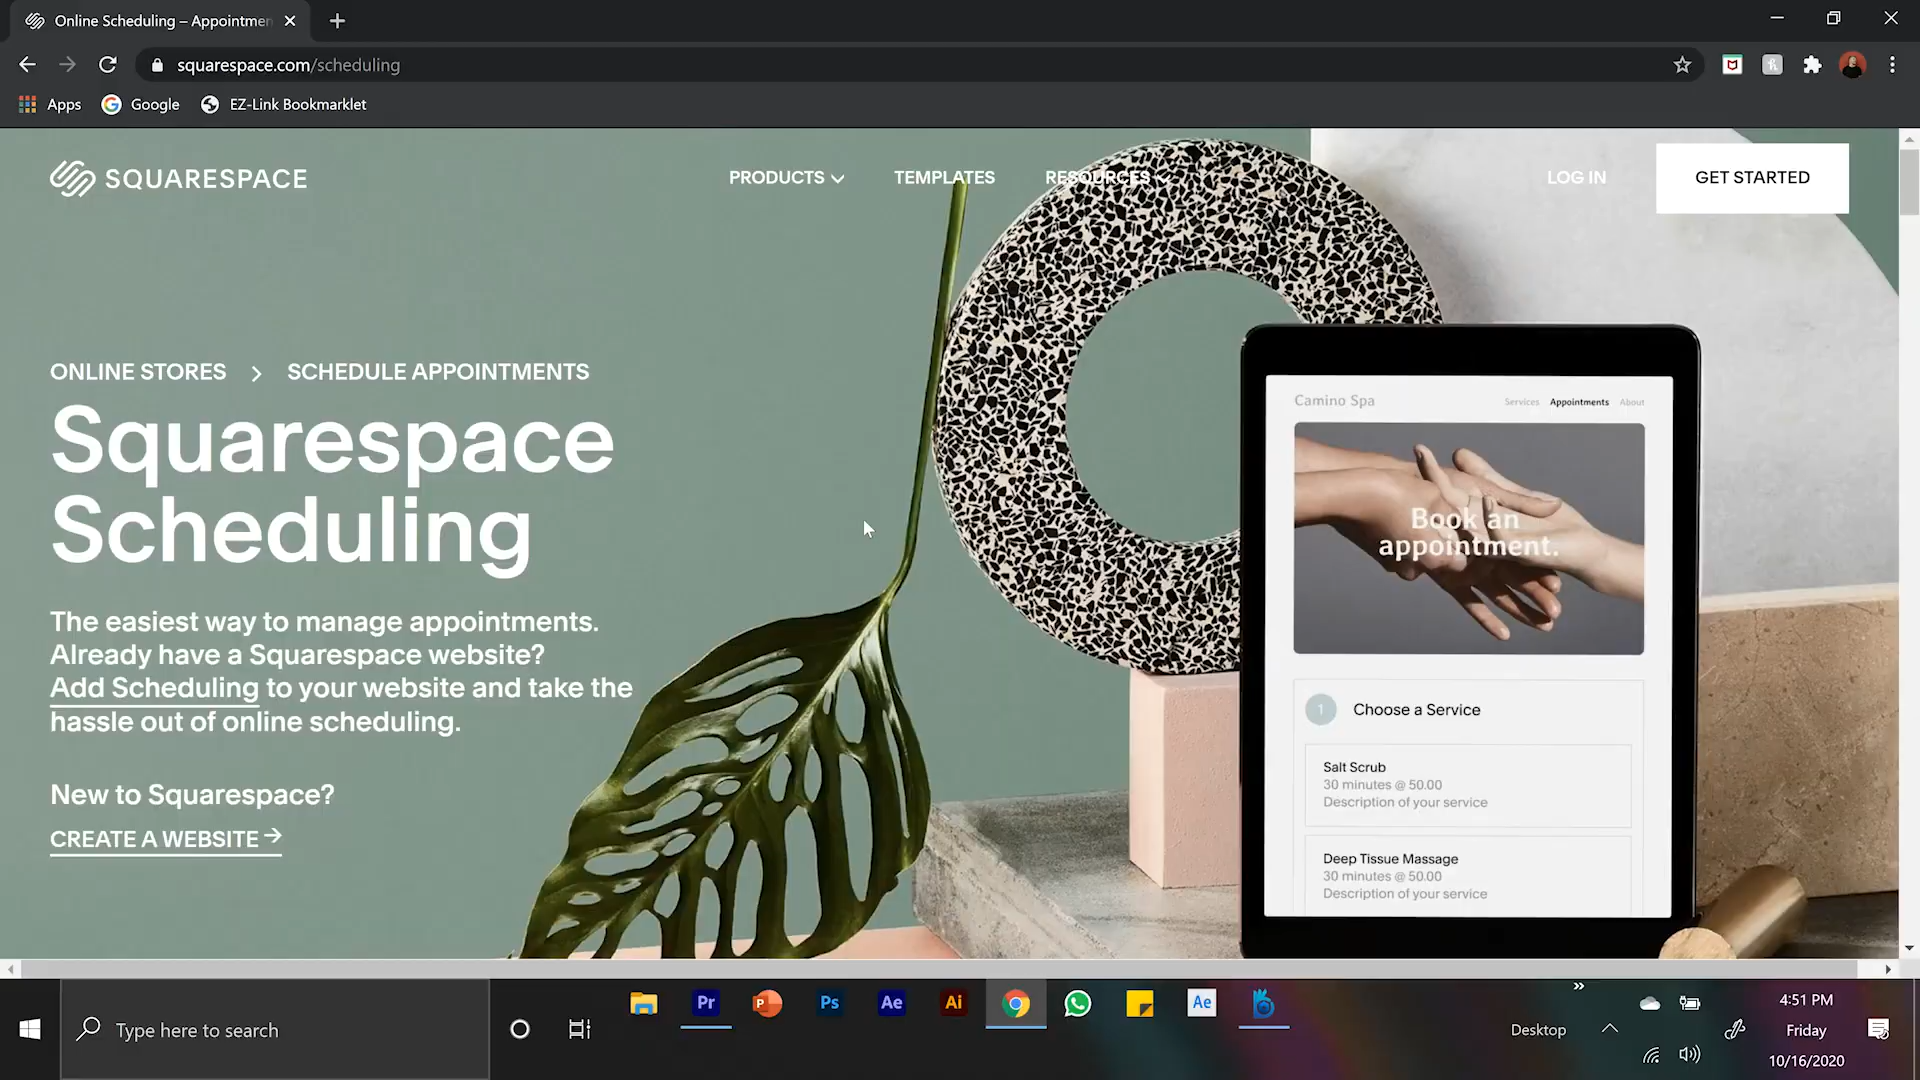 Online Scheduling – Appointmen
squarespace.com/scheduling
Apps
Google
EZ-Link Bookmarklet
SQUARESPACE
PRODUCTS
TEMPLATES
RESOURCES
LOG IN
GET STARTED
ONLINE STORES > SCHEDULE APPOINTMENTS
Squarespace
Scheduling
The easiest way to manage appointments.
Already have a Squarespace website?
Add Scheduling to your website and take the
hassle out of online scheduling.
New to Squarespace?
CREATE A WEBSITE →
Camino Spa
Services Appointments About
Book an
appointment.
1 Choose a Service
Salt Scrub
30 minutes @ 50.00
Description of your service
Deep Tissue Massage
30 minutes @ 50.00
Description of your service
Type here to search
Pr
P
Ps
Ae
Ai
Ae
Desktop
4:51 PM
Friday
10/16/2020